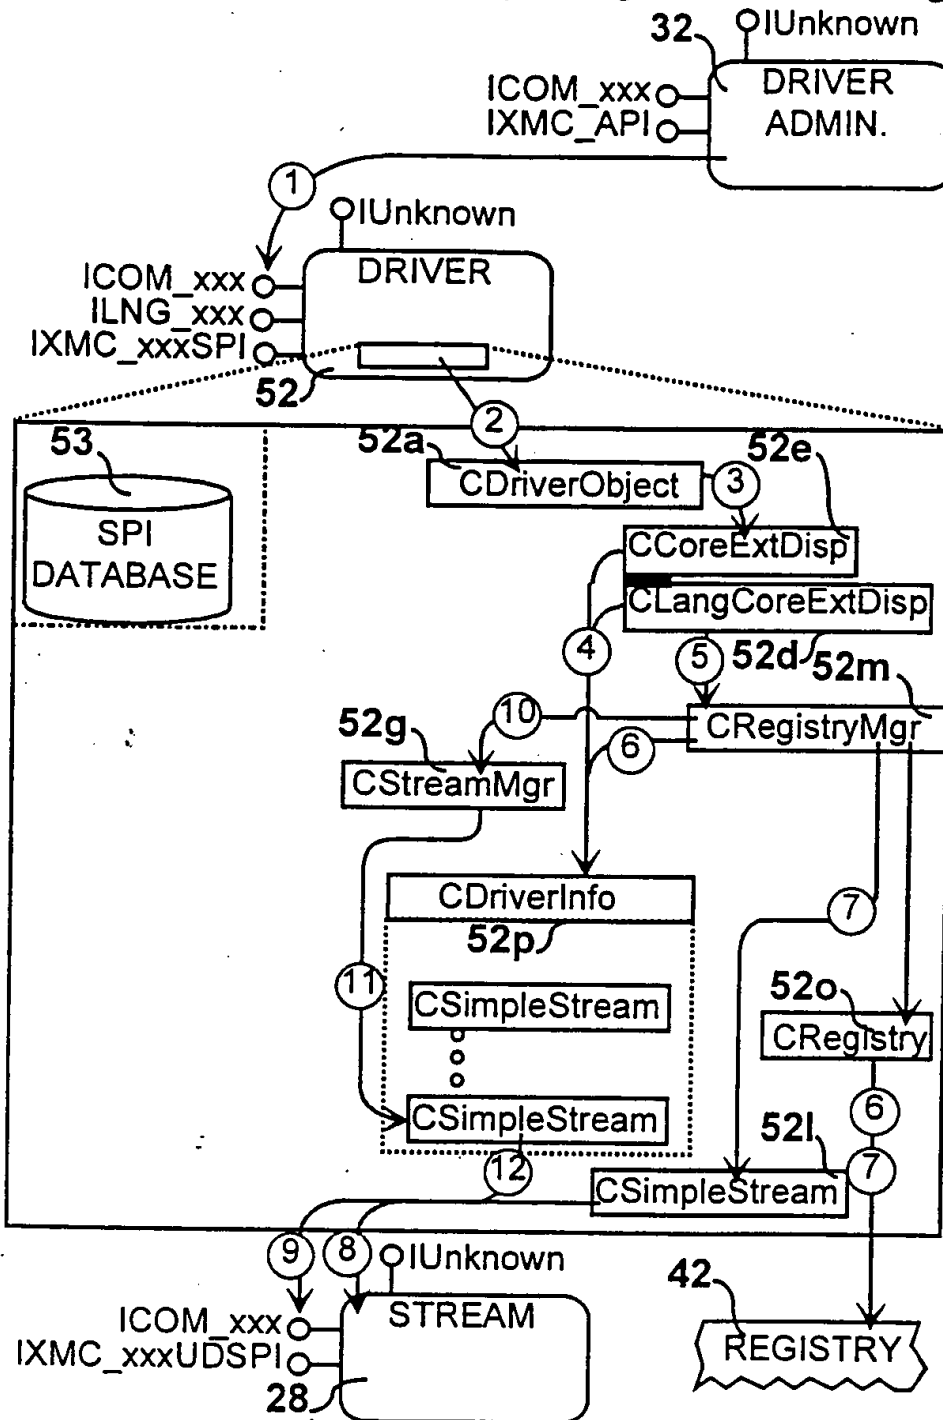 32
IUnknown
DRIVER
ADMIN.
ICOM_xxx
IXMC_API
1
IUnknown
DRIVER
ICOM_xxx
ILNG_xxx
IXMC_xxxSPI
52
2
53
SPI
DATABASE
52a
CDriverObject
3
52e
CCoreExtDisp
CLangCoreExtDisp
4
5
52d
52m
CRegistryMgr
10
6
52g
CStreamMgr
CDriverInfo
52p
7
11
CSimpleStream
52o
CRegistry
6
CSimpleStream
12
52l
7
CSimpleStream
9
8
IUnknown
STREAM
ICOM_xxx
IXMC_xxxUDSPI
28
42
REGISTRY